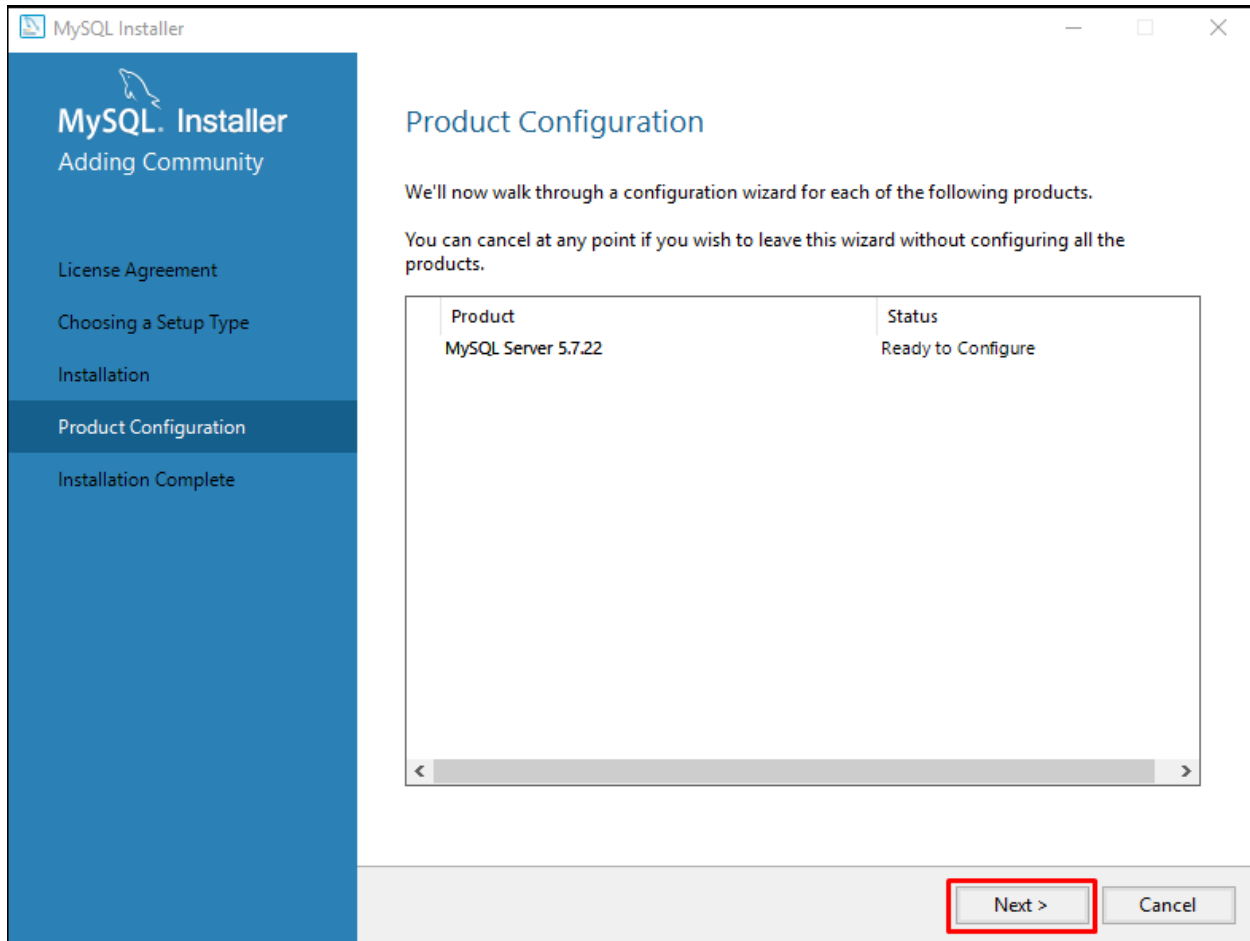 MySQL Installer
MySQL. Installer
Adding Community
License Agreement
Choosing a Setup Type
Installation
Product Configuration
Installation Complete
Product Configuration
We'll now walk through a configuration wizard for each of the following products.
You can cancel at any point if you wish to leave this wizard without configuring all the
products.
Product Status
MySQL Server 5.7.22 Ready to Configure
Next > Cancel